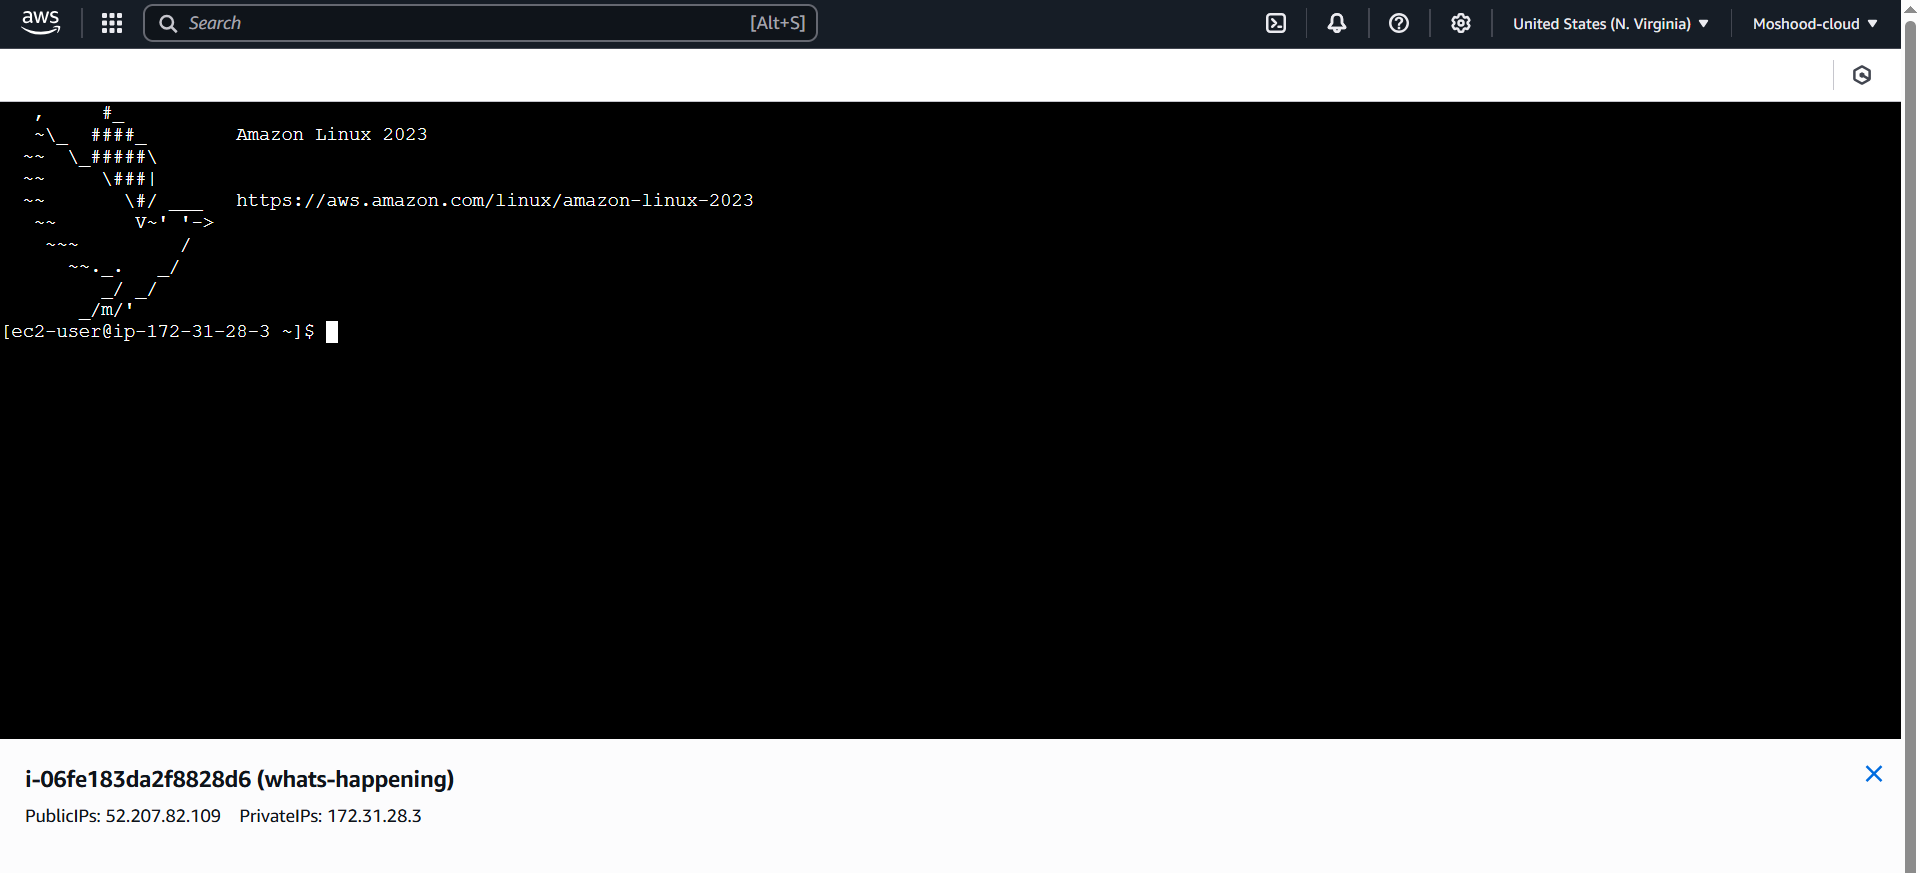 aws Search [Alt+S] United States (N. Virginia) Moshood-cloud
   ,     #_
   ~\_  ####_        Amazon Linux 2023
  ~~  \_#####\
  ~~     \###|
  ~~       \#/ ___   https://aws.amazon.com/linux/amazon-linux-2023
   ~~       V~' '->
    ~~~         /
      ~~._.   _/
         _/ _/
       _/m/'
[ec2-user@ip-172-31-28-3 ~]$
i-06fe183da2f8828d6 (whats-happening)
PublicIPs: 52.207.82.109 PrivateIPs: 172.31.28.3